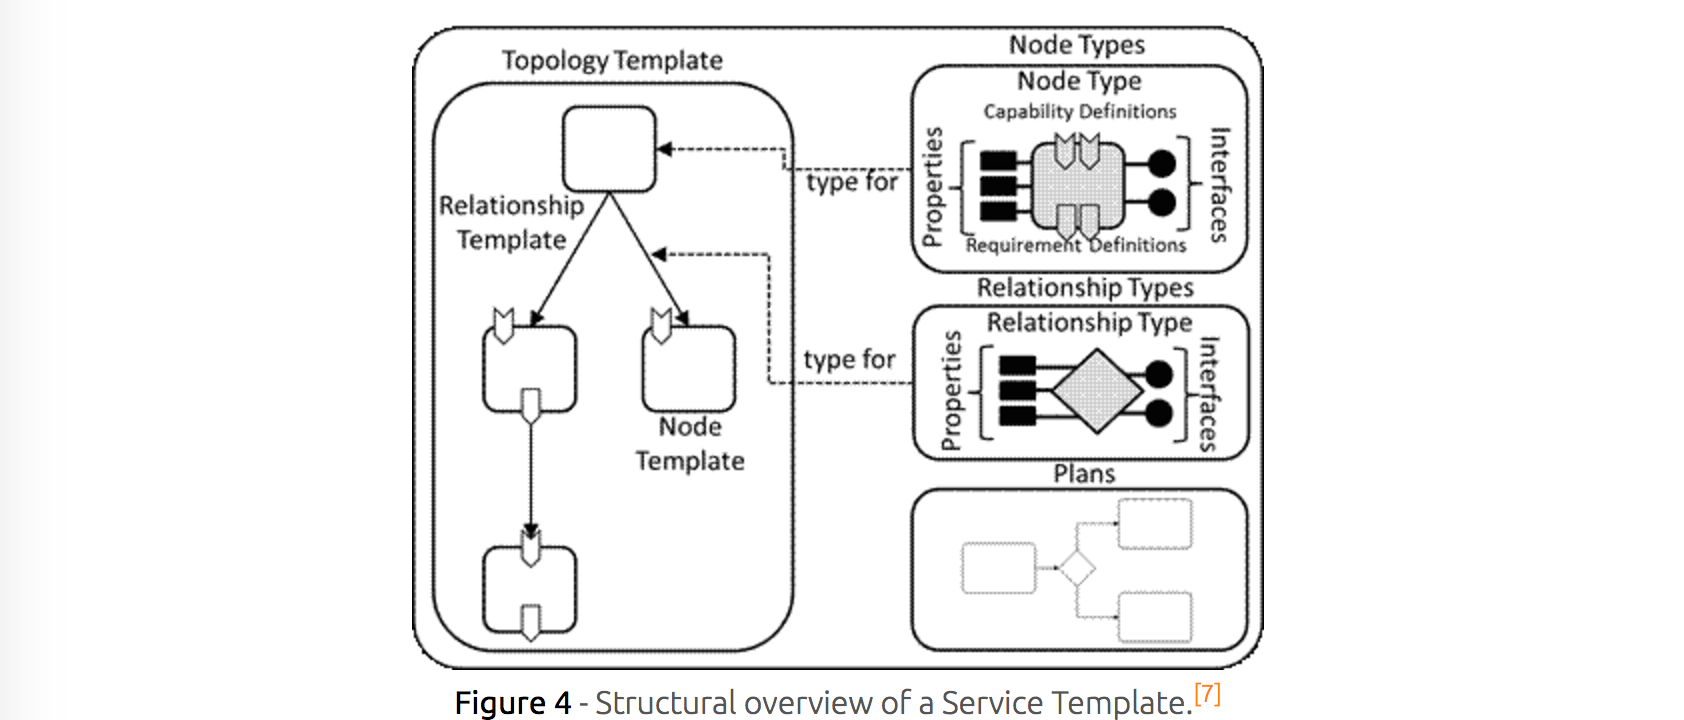 Topology Template
Relationship
Template
Node
Template
type for
type for
Node Types
Node Type
Capability Definitions
Properties
Interfaces
Requirement Definitions
Relationship Types
Relationship Type
Properties
Interfaces
Plans
Figure 4 - Structural overview of a Service Template.[7]